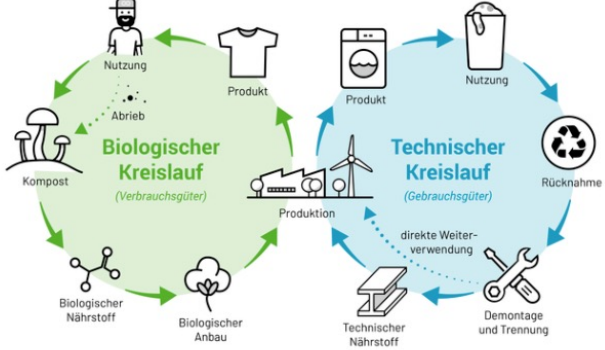 Nutzung
Abrieb
Produkt
Kompost
Biologischer
Kreislauf
(Verbrauchsgüter)
Biologischer
Nährstoff
Biologischer
Anbau
Produktion
Produkt
Nutzung
Technischer
Kreislauf
(Gebrauchsgüter)
Rücknahme
direkte Weiter-
verwendung
Technischer
Nährstoff
Demontage
und Trennung